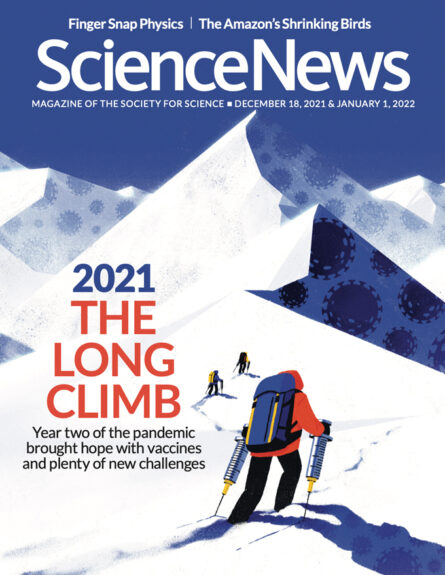 Finger Snap Physics | The Amazon's Shrinking Birds
ScienceNews
MAGAZINE OF THE SOCIETY FOR SCIENCE ■ DECEMBER 18, 2021 & JANUARY 1, 2022
2021
THE
LONG
CLIMB
Year two of the pandemic
brought hope with vaccines
and plenty of new challenges